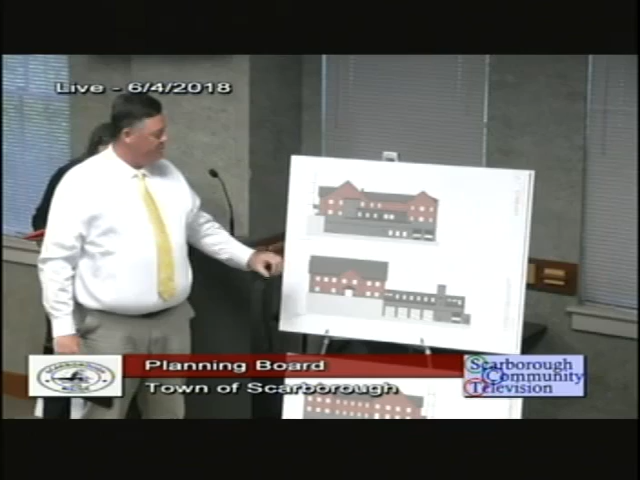 Live - 6/4/2018
Planning Board
Town of Scarborough
Scarborough
Community
Television